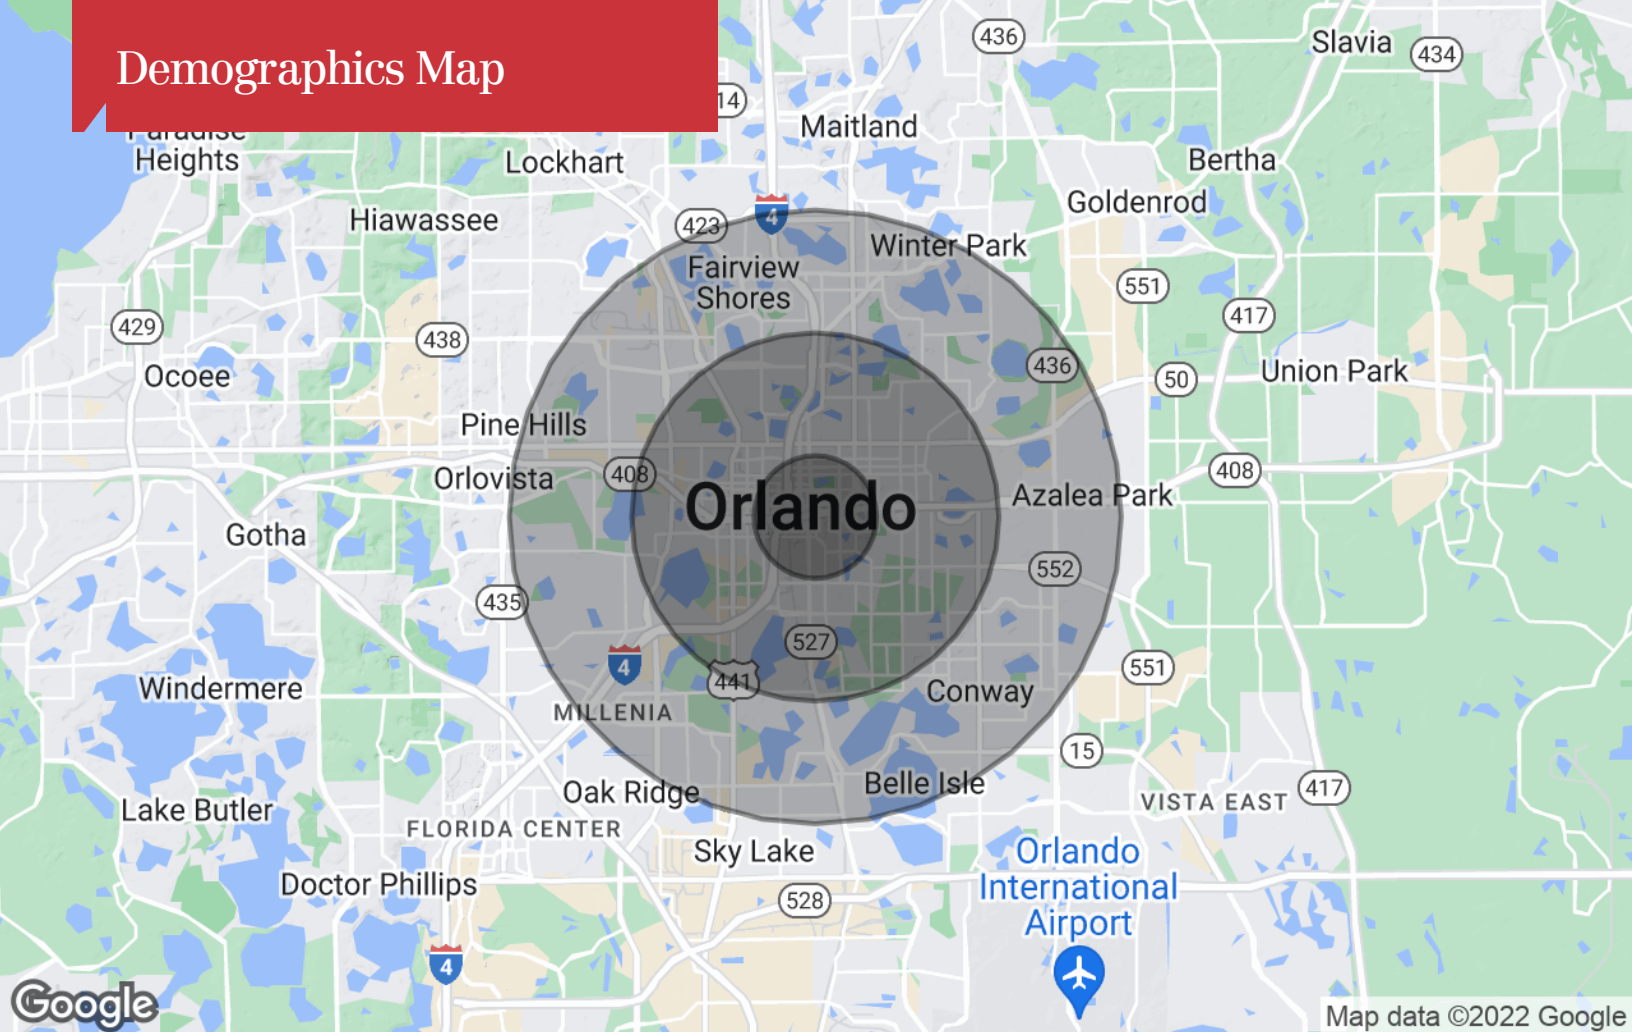 Demographics Map
436
Slavia
434
14
Maitland
Paradise
Heights
Lockhart
Bertha
Goldenrod
Hiawassee
423
4
Winter Park
Fairview
Shores
551
429
438
417
436
Ocoee
50
Union Park
Pine Hills
Orlovista
408
408
Orlando
Azalea Park
Gotha
552
435
527
4
441
551
Windermere
Conway
MILLENIA
15
Oak Ridge
Belle Isle
417
Lake Butler
VISTA EAST
FLORIDA CENTER
Sky Lake
Orlando
International
Airport
Doctor Phillips
528
4
Google
Map data ©2022 Google